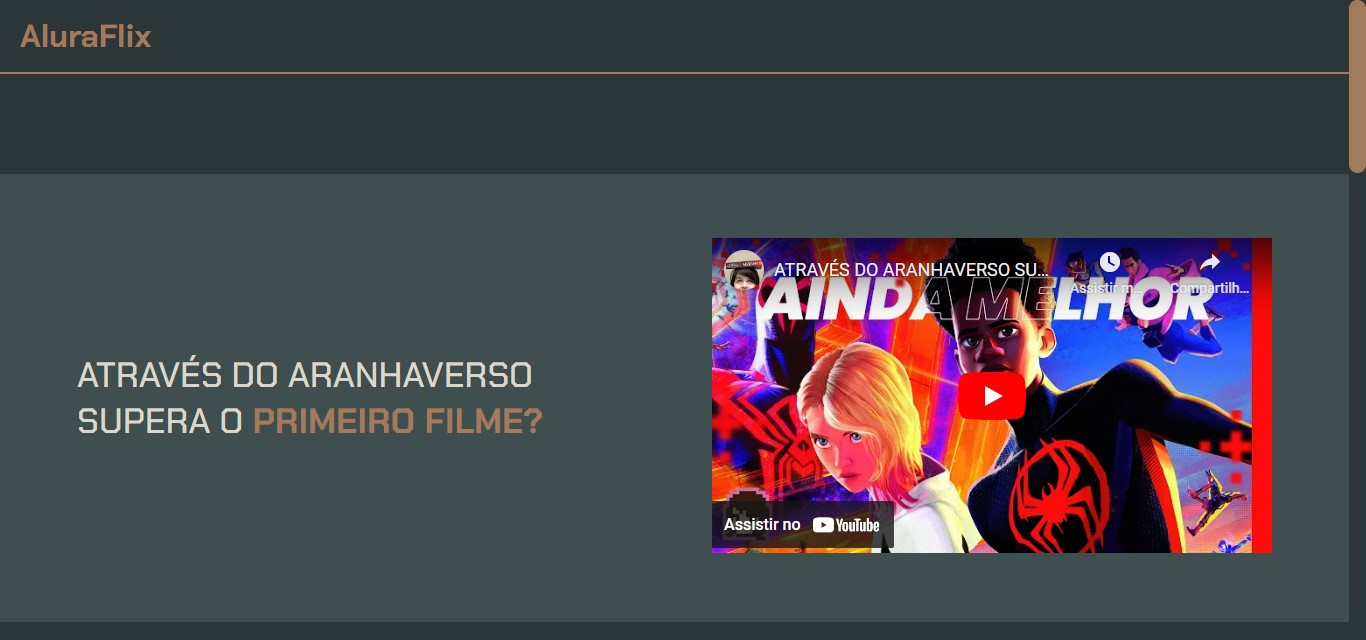 AluraFlix
ATRAVÉS DO ARANHAVERSO SU...
Assistir m...
Compartilh...
AINDA MELHOR
ATRAVÉS DO ARANHAVERSO
SUPERA O PRIMEIRO FILME?
Assistir no YouTube